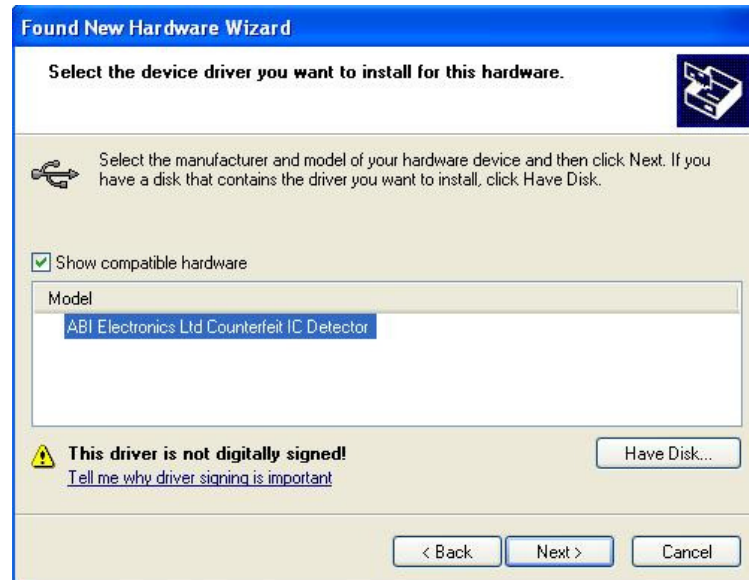 Found New Hardware Wizard
Select the device driver you want to install for this hardware.
Select the manufacturer and model of your hardware device and then click Next. If you
have a disk that contains the driver you want to install, click Have Disk.
Show compatible hardware
Model
ABI Electronics Ltd Counterfeit IC Detector
This driver is not digitally signed!
Tell me why driver signing is important
Have Disk...
< Back
Next >
Cancel